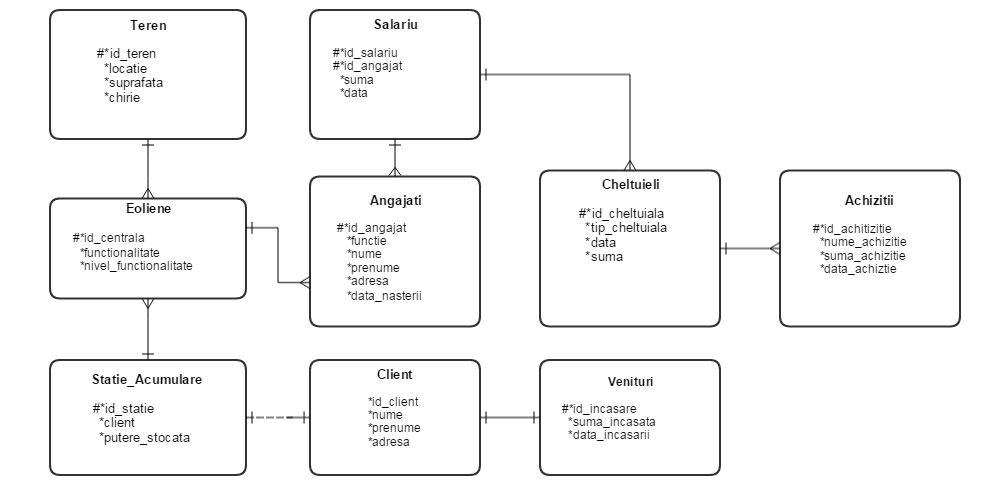 Teren
#*id_teren
*locatie
*suprafata
*chirie
Salariu
#*id_salariu
#*id_angajat
*suma
*data
Eoliene
#*id_centrala
*functionalitate
*nivel_functionalitate
Angajati
#*id_angajat
*functie
*nume
*prenume
*adresa
*data_nasterii
Cheltuieli
#*id_cheltuiala
*tip_cheltuiala
*data
*suma
Achizitii
#*id_achitizitie
*nume_achizitie
*suma_achizitie
*data_achiztie
Statie_Acumulare
#*id_statie
*client
*putere_stocata
Client
*id_client
*nume
*prenume
*adresa
Venituri
#*id_incasare
*suma_incasata
*data_incasarii